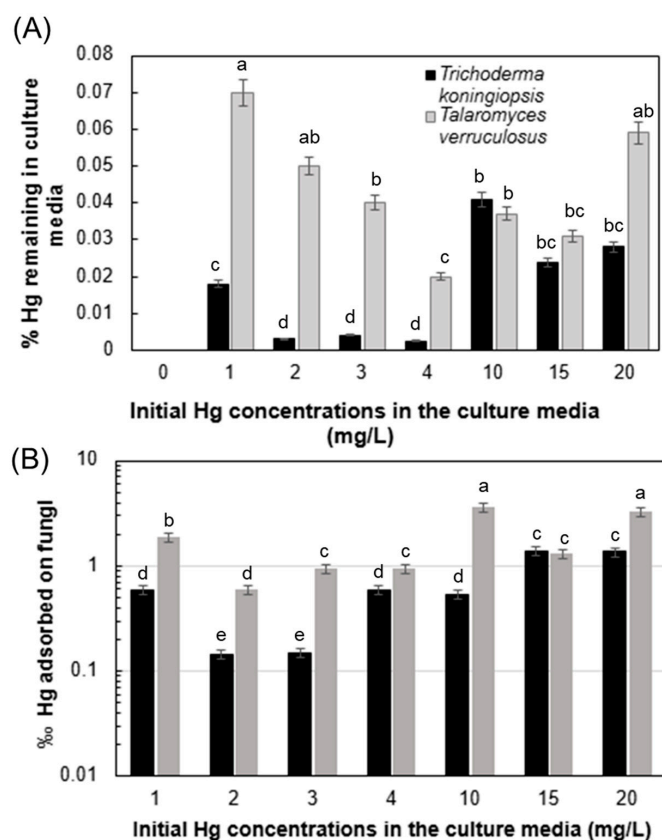 (A)
0.08
0.07
0.06
0.05
0.04
0.03
0.02
0.01
0
% Hg remaining in culture
media
Trichoderma
koningiopsis
Talaromyces
verruculosus
a
ab
b
c
c
d
d
d
b
b
bc
bc
bc
ab
0 1 2 3 4 10 15 20
Initial Hg concentrations in the culture media
(mg/L)
(B)
10
1
0.1
0.01
‰ Hg adsorbed on fungI
d
b
e
d
e
c
d
c
d
a
c
c
c
a
1 2 3 4 10 15 20
Initial Hg concentrations in the culture media (mg/L)